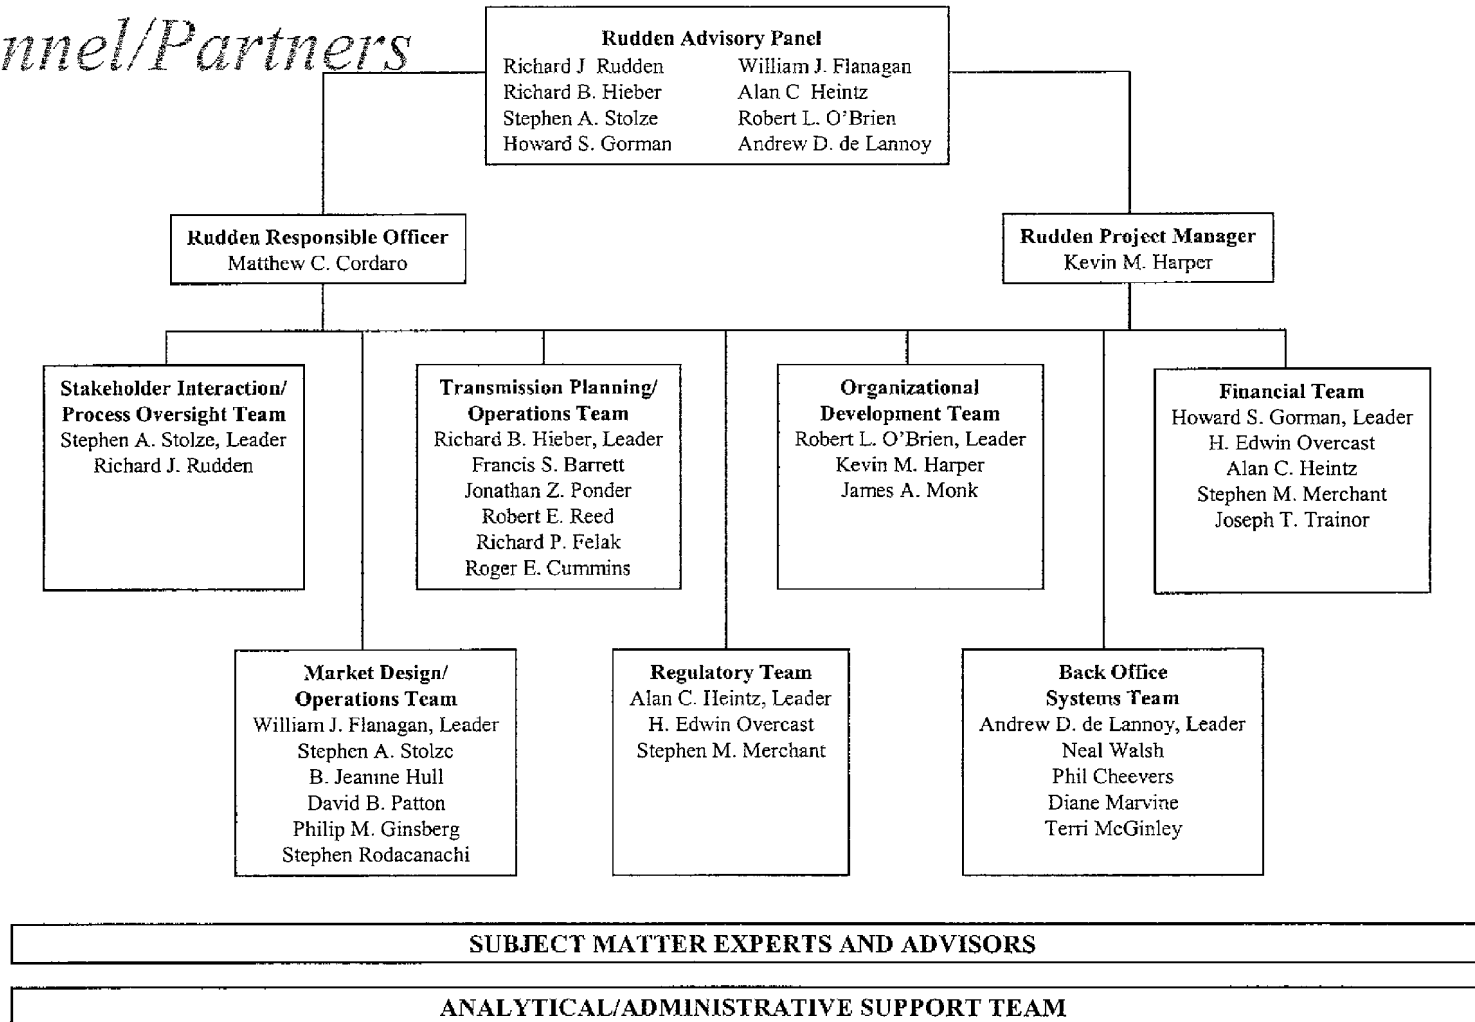 nnel/Partners
Rudden Advisory Panel
Richard J Rudden William J. Flanagan
Richard B. Hieber Alan C Heintz
Stephen A. Stolze Robert L. O'Brien
Howard S. Gorman Andrew D. de Lannoy
Rudden Responsible Officer
Matthew C. Cordaro
Rudden Project Manager
Kevin M. Harper
Stakeholder Interaction/
Process Oversight Team
Stephen A. Stolze, Leader
Richard J. Rudden
Transmission Planning/
Operations Team
Richard B. Hieber, Leader
Francis S. Barrett
Jonathan Z. Ponder
Robert E. Reed
Richard P. Felak
Roger E. Cummins
Organizational
Development Team
Robert L. O'Brien, Leader
Kevin M. Harper
James A. Monk
Financial Team
Howard S. Gorman, Leader
H. Edwin Overcast
Alan C. Heintz
Stephen M. Merchant
Joseph T. Trainor
Market Design/
Operations Team
William J. Flanagan, Leader
Stephen A. Stolze
B. Jeanine Hull
David B. Patton
Philip M. Ginsberg
Stephen Rodacanachi
Regulatory Team
Alan C. Heintz, Leader
H. Edwin Overcast
Stephen M. Merchant
Back Office
Systems Team
Andrew D. de Lannoy, Leader
Neal Walsh
Phil Cheevers
Diane Marvine
Terri McGinley
SUBJECT MATTER EXPERTS AND ADVISORS
ANALYTICAL/ADMINISTRATIVE SUPPORT TEAM